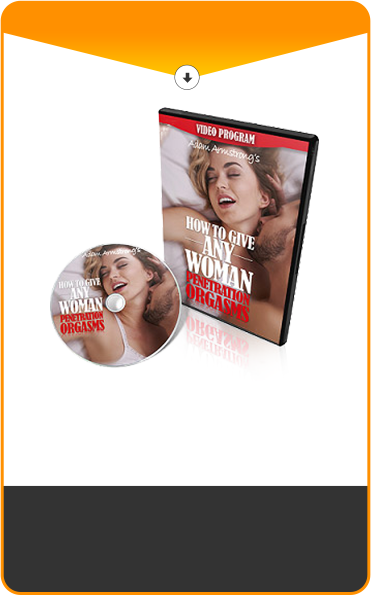 VIDEO PROGRAM
Adam Armstrong's
HOW TO GIVE
ANY
WOMAN
PENETRATION
ORGASMS
Adam Armstrong's
HOW TO GIVE
ANY
WOMAN
PENETRATION
ORGASMS